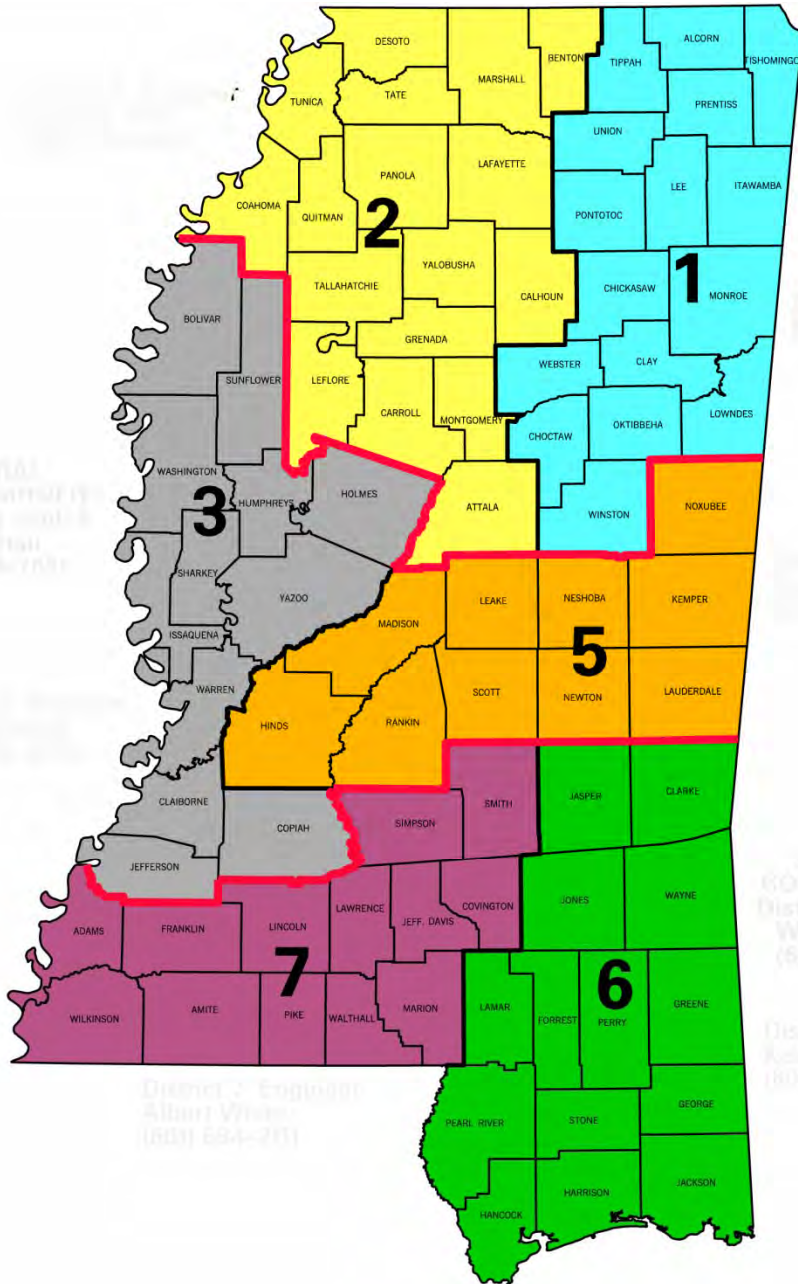 DESOTO
BENTON
ALCORN
TISHOMINGO
TIPPAH
MARSHALL
TATE
TUNICA
PRENTISS
UNION
LAFAYETTE
PANOLA
LEE
ITAWAMBA
COAHOMA
QUITMAN
PONTOTOC
2
YALOBUSHA
1
TALLAHATCHIE
CHICKASAW
MONROE
CALHOUN
BOLIVAR
GRENADA
WEBSTER
CLAY
SUNFLOWER
LEFLORE
CARROLL
MONTGOMERY
LOWNDES
OKTIBBEHA
CHOCTAW
WASHINGTON
HOLMES
HUMPHREYS
3
ATTALA
NOXUBEE
WINSTON
SHARKEY
YAZOO
LEAKE
NESHOBA
KEMPER
MADISON
ISSAQUENA
5
WARREN
SCOTT
NEWTON
LAUDERDALE
HINDS
RANKIN
CLAIBORNE
JASPER
CLARKE
COPIAH
SIMPSON
SMITH
JEFFERSON
JONES
WAYNE
ADAMS
FRANKLIN
LINCOLN
LAWRENCE
JEFF. DAVIS
COVINGTON
7
6
WILKINSON
AMITE
PIKE
WALTHALL
MARION
LAMAR
FORREST
PERRY
GREENE
GEORGE
PEARL RIVER
STONE
JACKSON
HARRISON
HANCOCK
District 7 Engineer